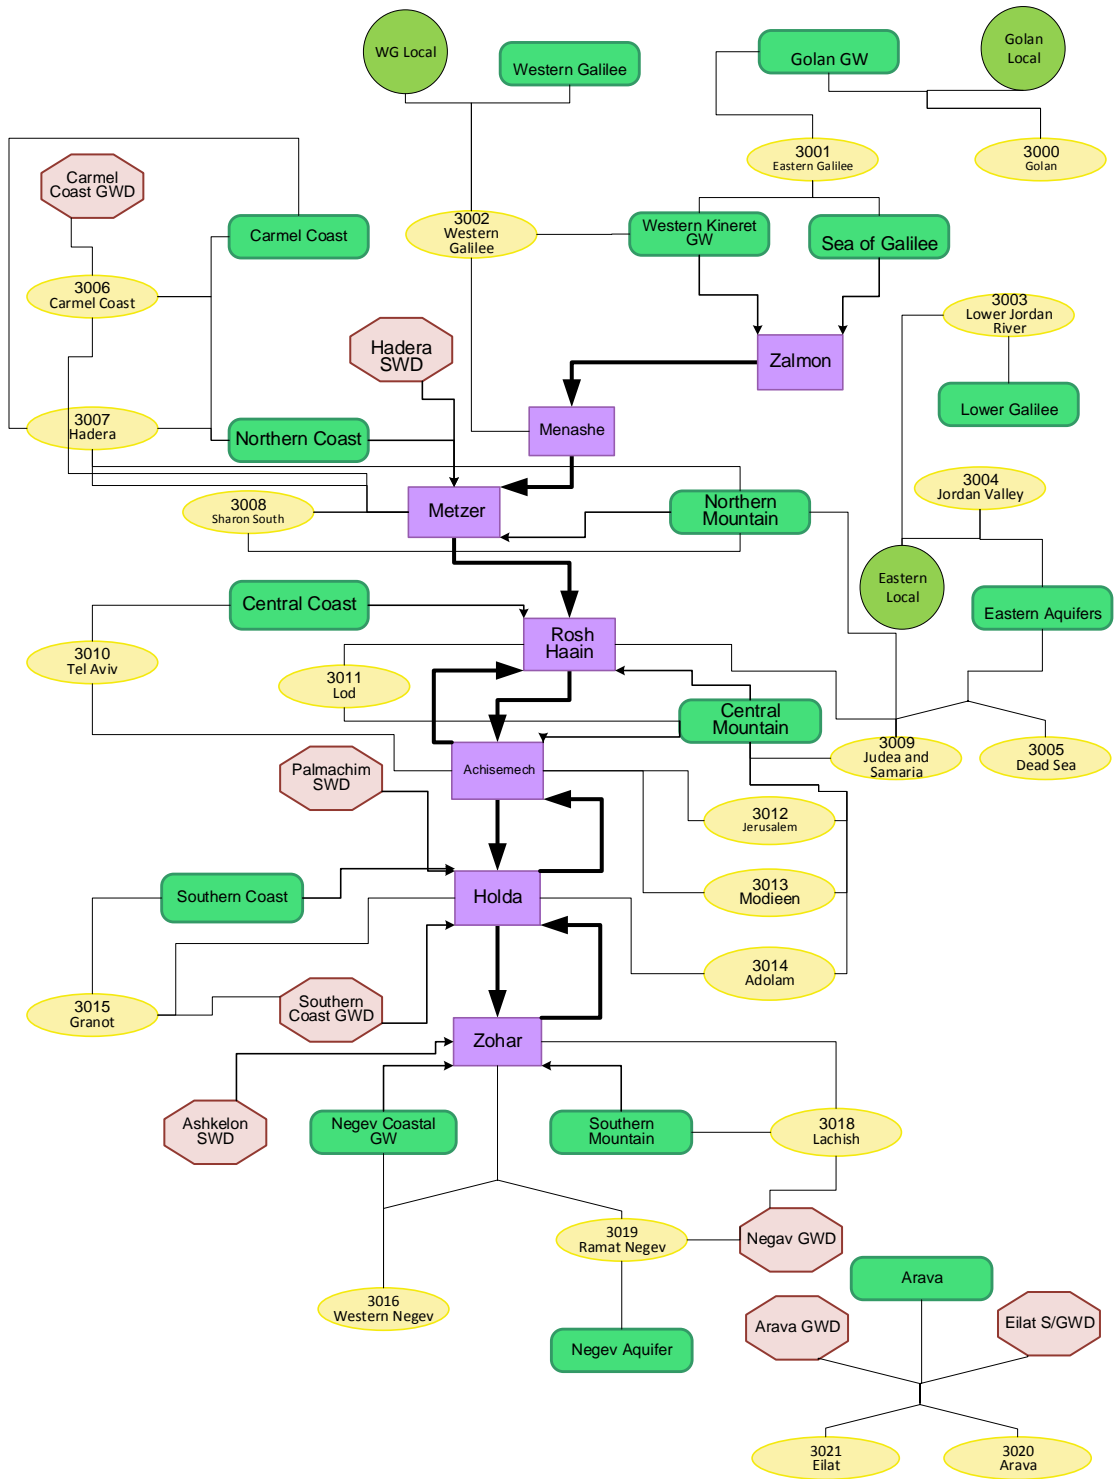 WG Local
Western Galilee
Golan GW
Golan
Local
3001
Eastern Galilee
3000
Golan
Carmel
Coast GWD
Carmel Coast
3002
Western
Galilee
Western Kineret
GW
Sea of Galilee
3006
Carmel Coast
3003
Lower Jordan
River
Hadera
SWD
Zalmon
Lower Galilee
3007
Hadera
Northern Coast
Menashe
3004
Jordan Valley
3008
Sharon South
Metzer
Northern
Mountain
Eastern
Local
Eastern Aquifers
Central Coast
Rosh
Haain
3010
Tel Aviv
3011
Lod
Central
Mountain
3009
Judea and
Samaria
3005
Dead Sea
Palmachim
SWD
Achisemech
3012
Jerusalem
Southern Coast
Holda
3013
Modieen
3014
Adolam
3015
Granot
Southern
Coast GWD
Zohar
Ashkelon
SWD
Negev Coastal
GW
Southern
Mountain
3018
Lachish
3019
Ramat Negev
Negav GWD
3016
Western Negev
Negev Aquifer
Arava
Arava GWD
Eilat S/GWD
3021
Eilat
3020
Arava